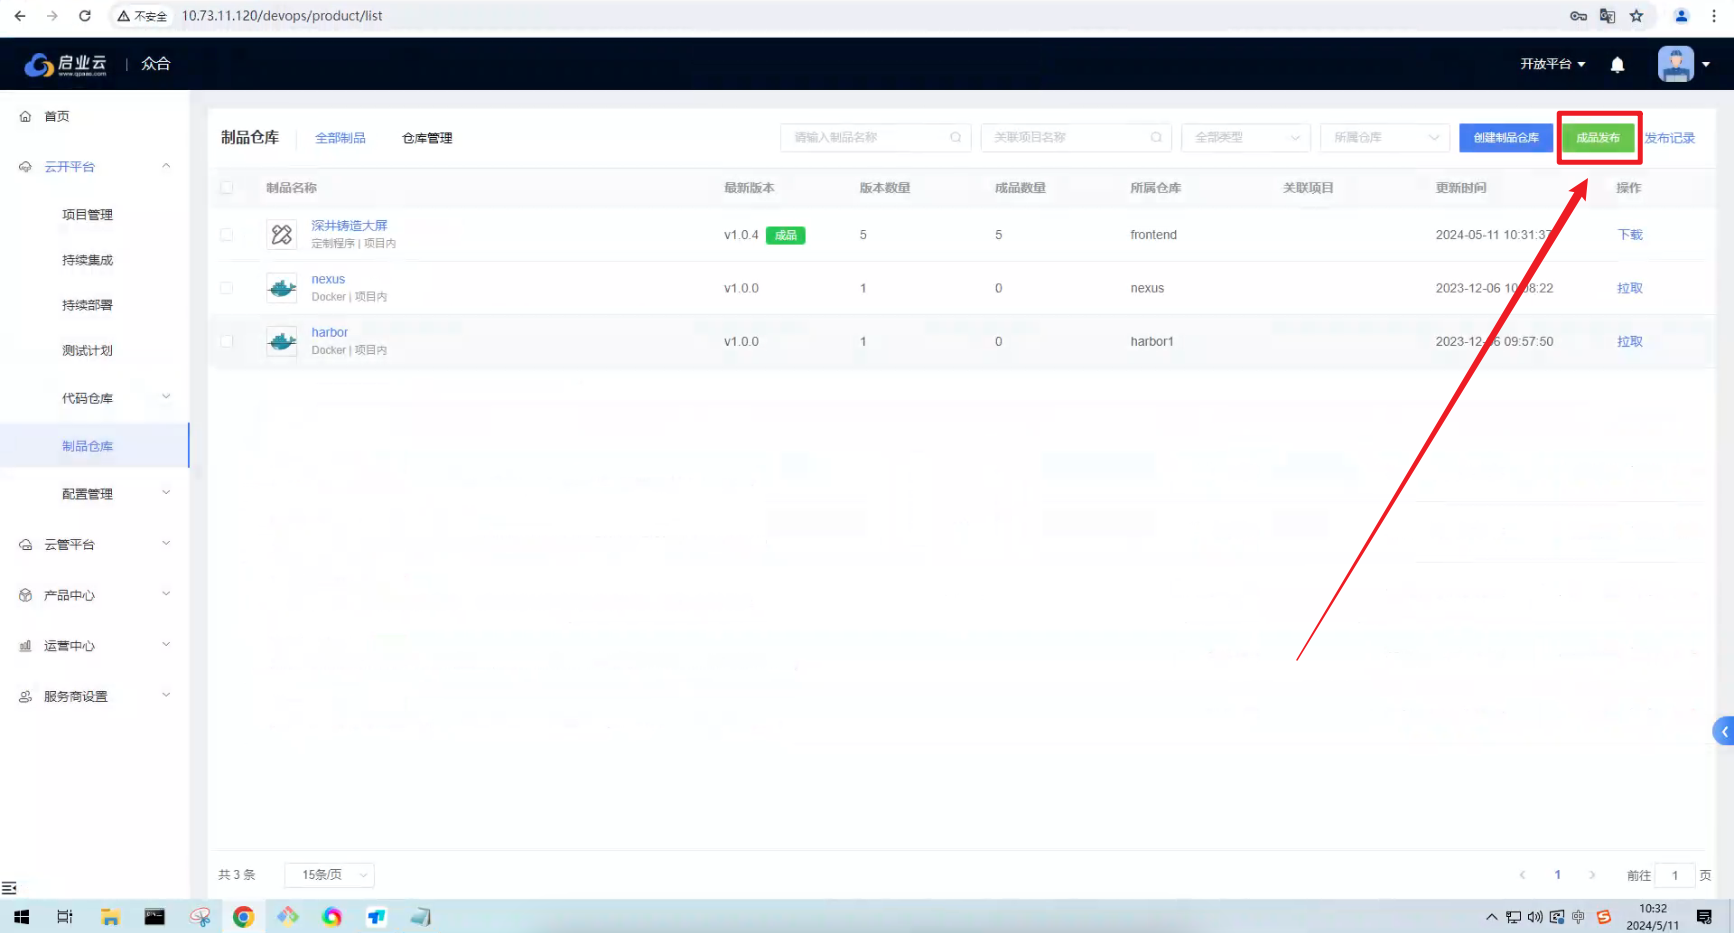 不安全 10.73.11.120/devops/product/list
启业云 www.qpaas.com | 众合 开放平台
首页
云开平台
项目管理
持续集成
持续部署
测试计划
代码仓库
制品仓库
配置管理
云管平台
产品中心
运营中心
服务商设置
制品仓库 全部制品 仓库管理 请输入制品名称 关联项目名称 全部类型 所属仓库 创建制品仓库 成品发布 发布记录
制品名称 最新版本 版本数量 成品数量 所属仓库 关联项目 更新时间 操作
深井铸造大屏 v1.0.4 成品 5 5 frontend 2024-05-11 10:31:37 下载
定制程序 | 项目内
nexus v1.0.0 1 0 nexus 2023-12-06 10:08:22 拉取
Docker | 项目内
harbor v1.0.0 1 0 harbor1 2023-12-06 09:57:50 拉取
Docker | 项目内
共 3 条 15条/页 1 前往 1 页
中 10:32
2024/5/11